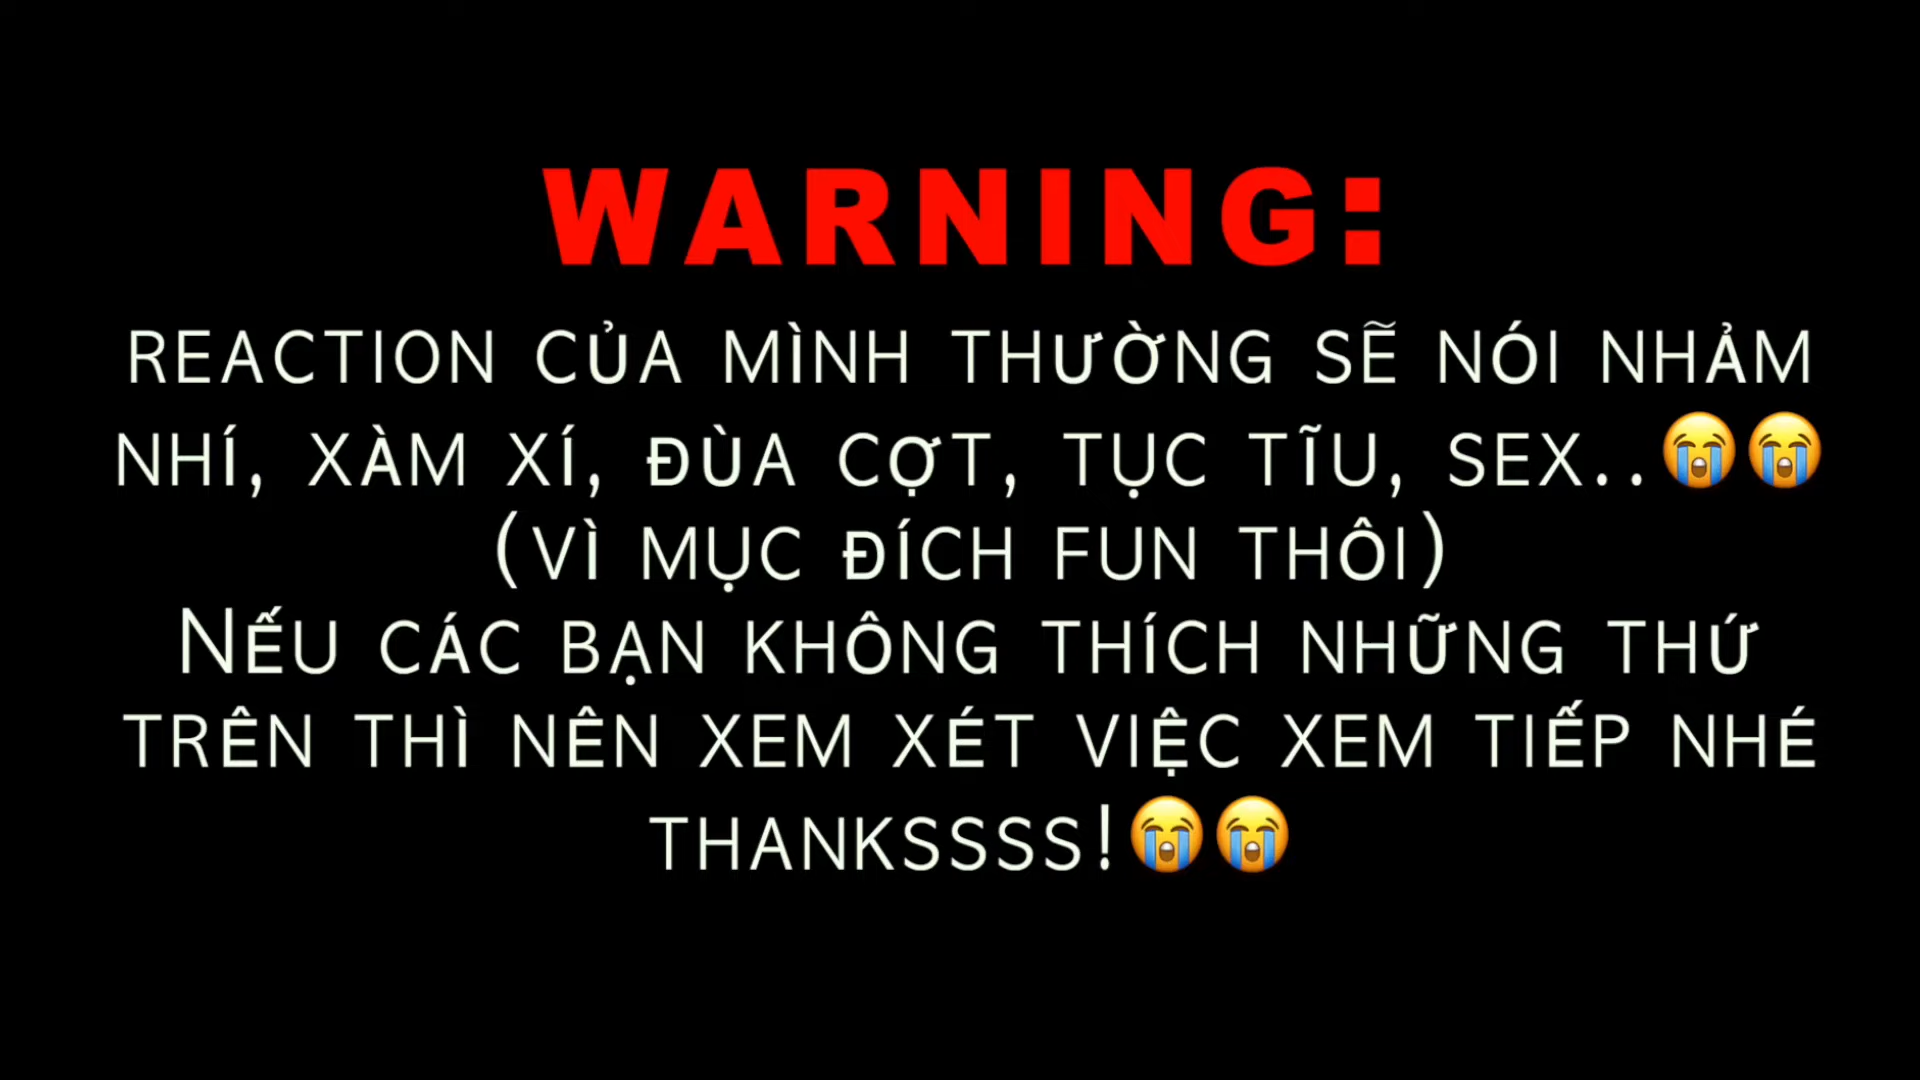 WARNING:
REACTION CỦA MÌNH THƯỜNG SẼ NÓI NHẢM
NHÍ, XÀM XÍ, ĐÙA CỢT, TỤC TĨU, SEX..😭😭
(VÌ MỤC ĐÍCH FUN THÔI)
NẾU CÁC BẠN KHÔNG THÍCH NHỮNG THỨ
TRÊN THÌ NÊN XEM XÉT VIỆC XEM TIẾP NHÉ
THANKSSSS!😭😭